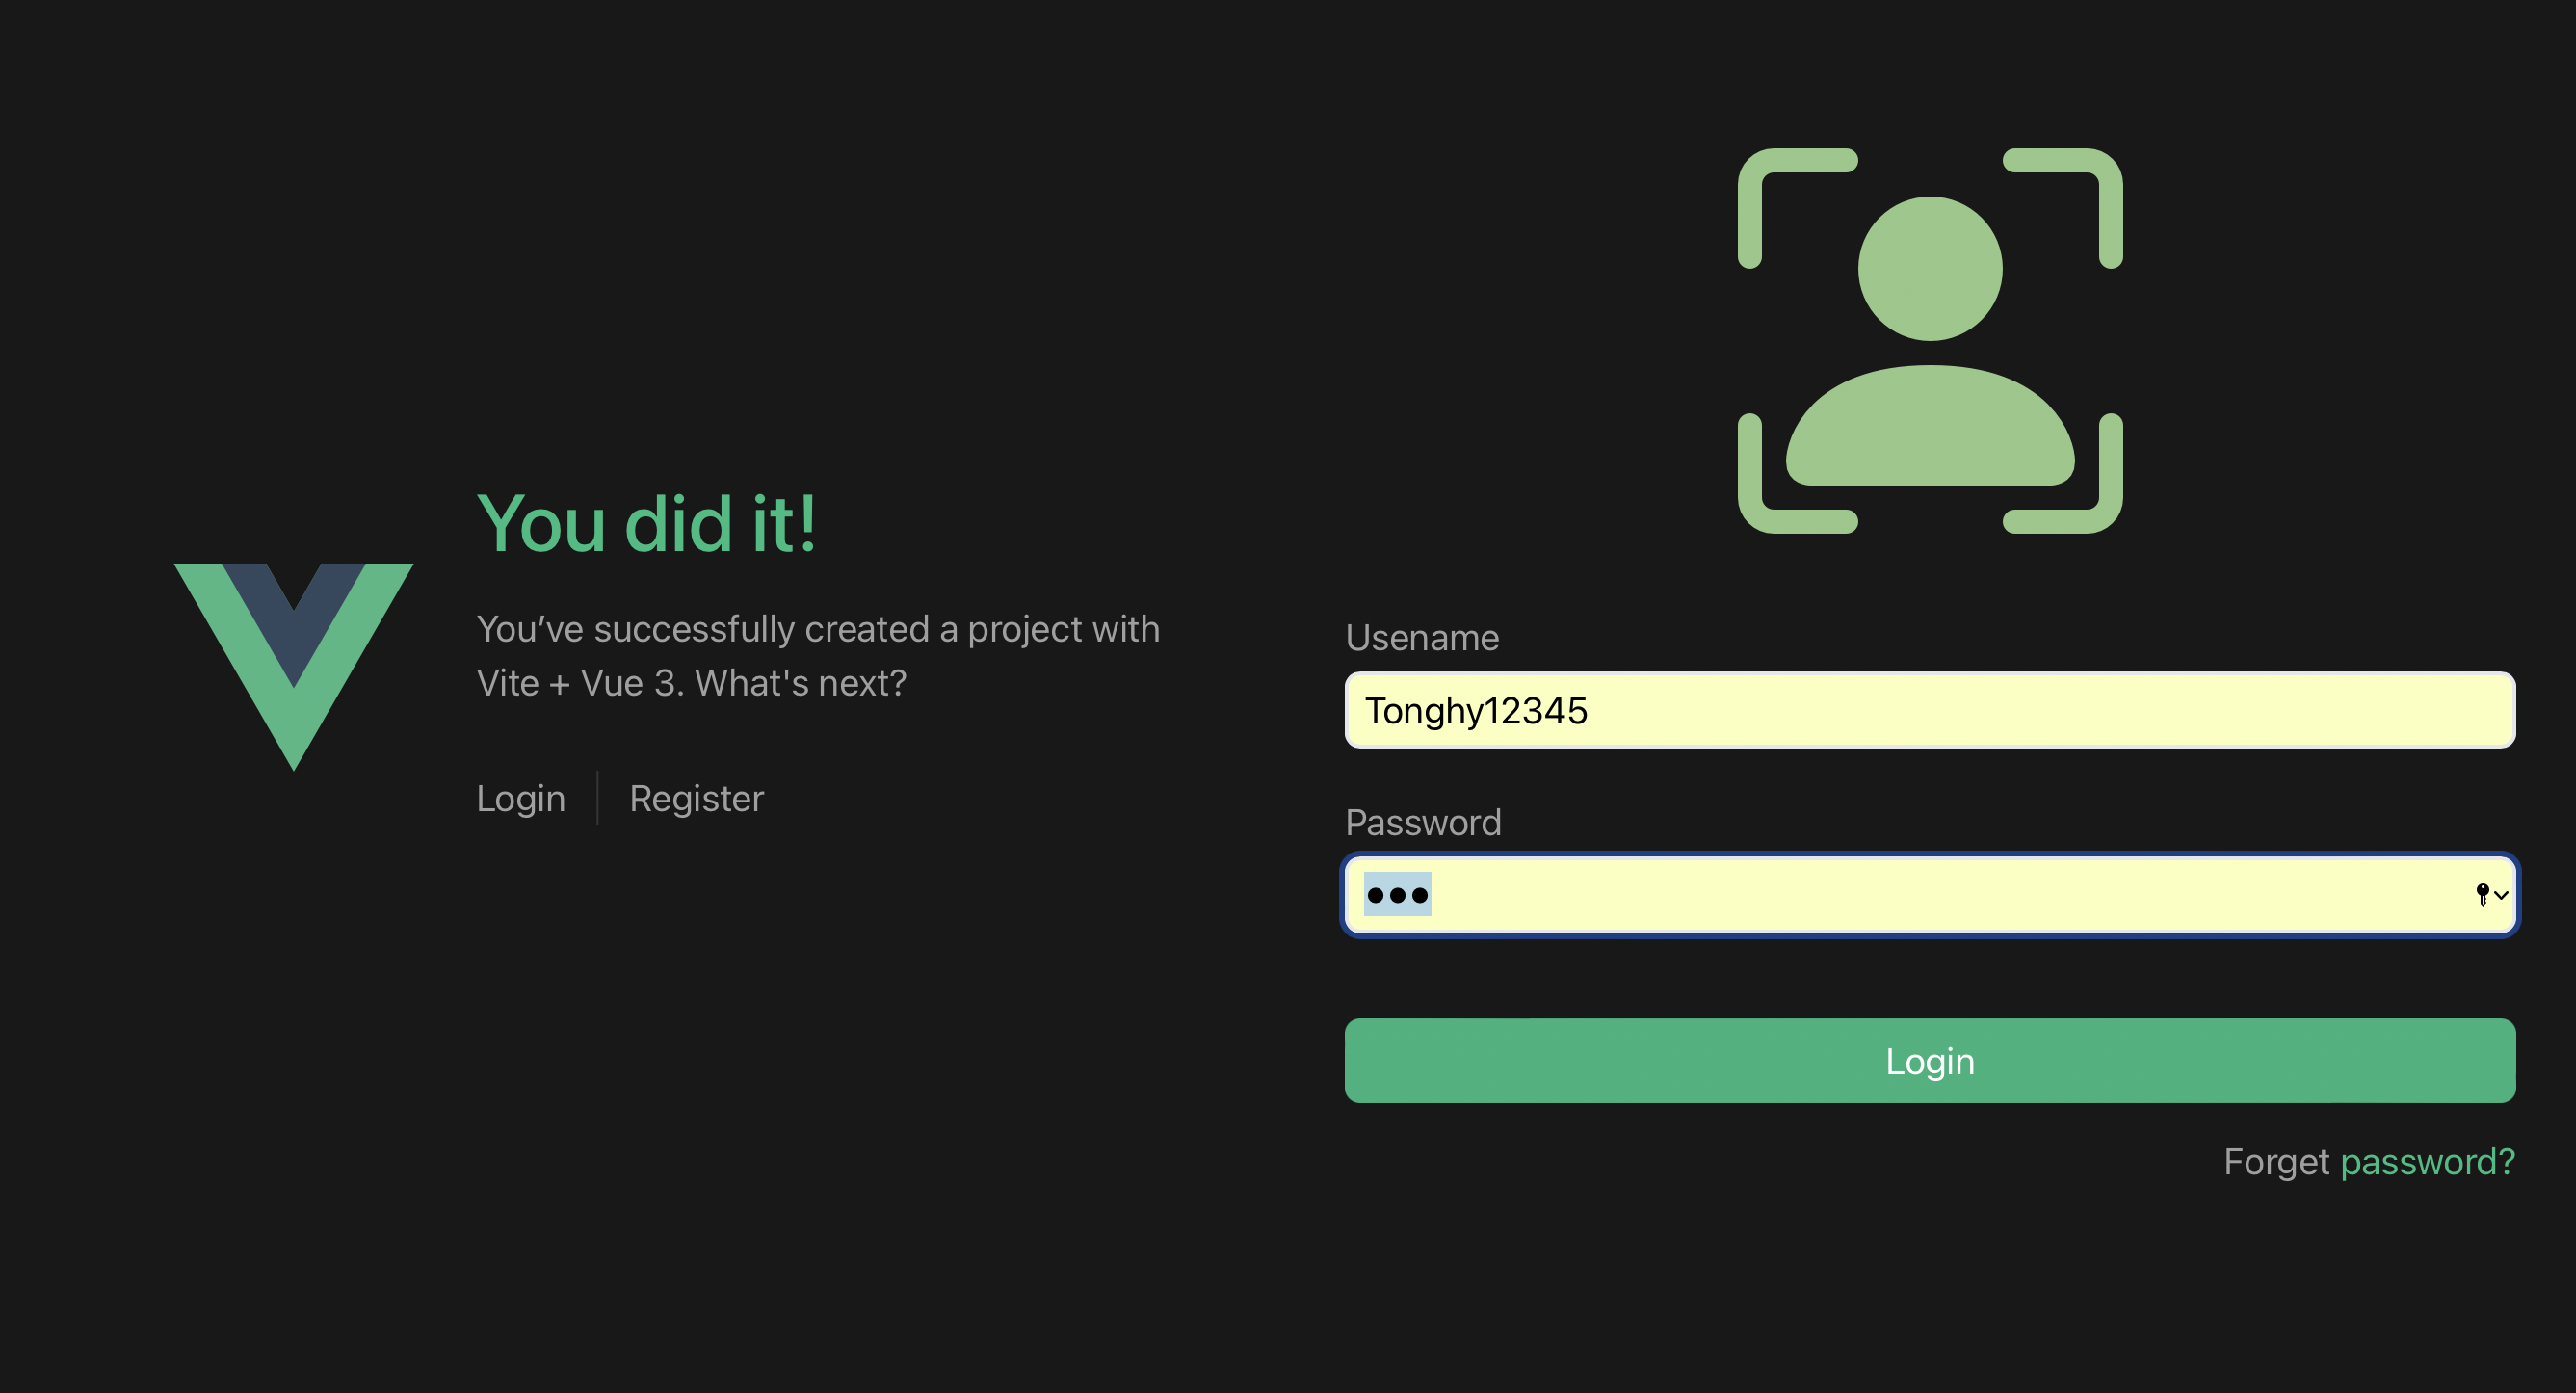 You did it!
You’ve successfully created a project with
Vite + Vue 3. What's next?
Login
Register
Usename
Tonghy12345
Password
Login
Forget password?